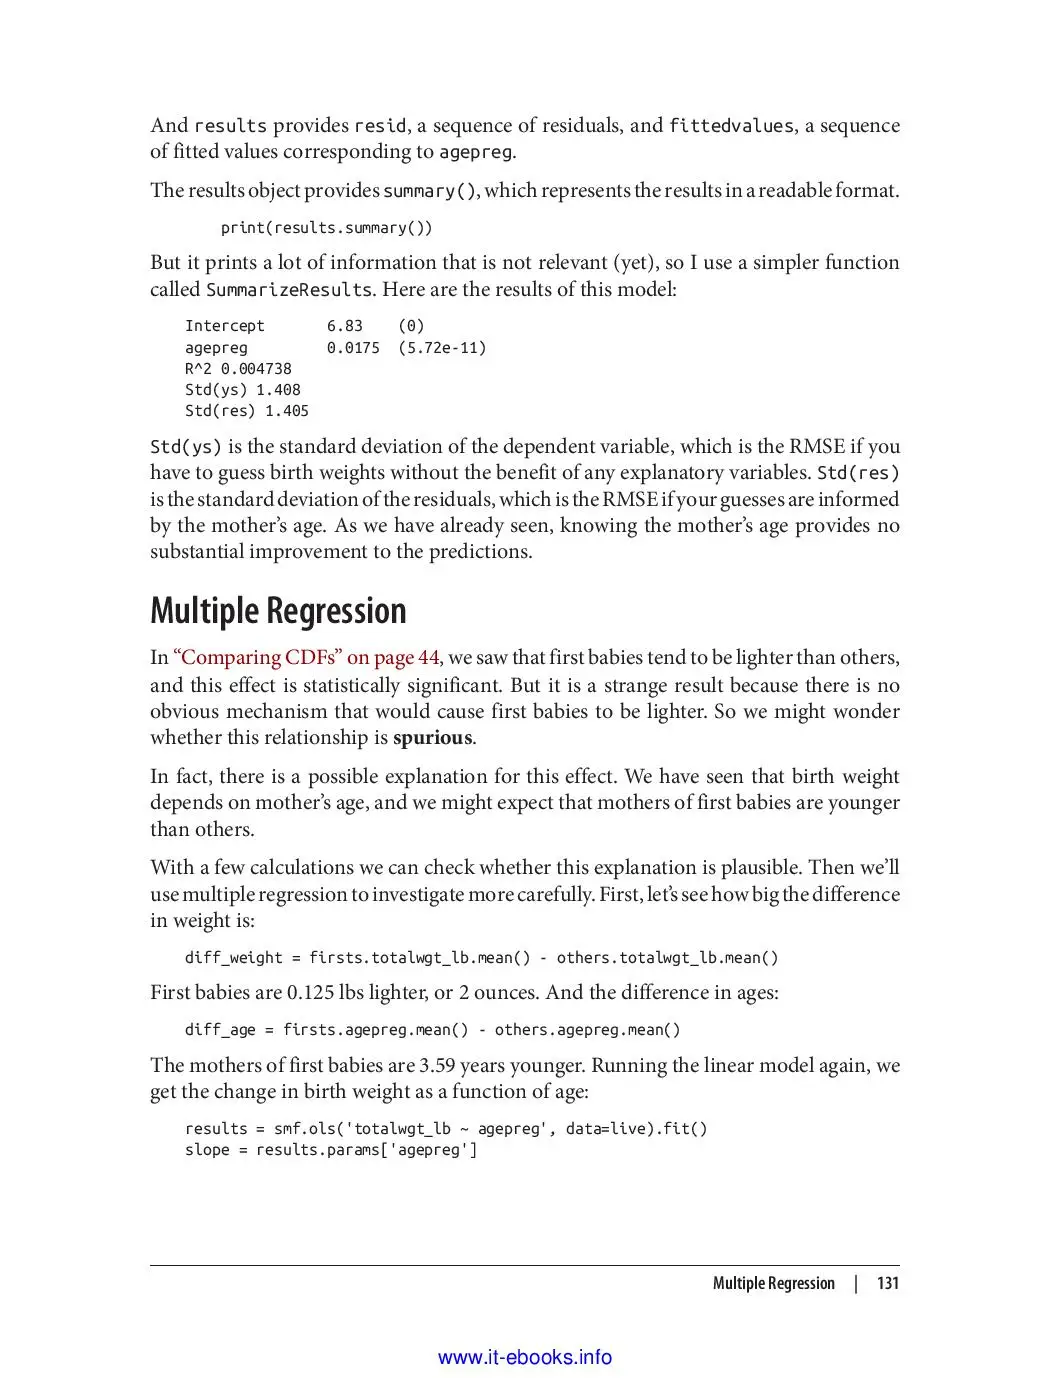 And results provides resid, a sequence of residuals, and fittedvalues, a sequence
of fitted values corresponding to agepreg.
The results object provides summary(), which represents the results in a readable format.
print(results.summary())
But it prints a lot of information that is not relevant (yet), so I use a simpler function
called SummarizeResults. Here are the results of this model:
Intercept 6.83 (0)
agepreg 0.0175 (5.72e-11)
R^2 0.004738
Std(ys) 1.408
Std(res) 1.405
Std(ys) is the standard deviation of the dependent variable, which is the RMSE if you
have to guess birth weights without the benefit of any explanatory variables. Std(res)
is the standard deviation of the residuals, which is the RMSE if your guesses are informed
by the mother’s age. As we have already seen, knowing the mother’s age provides no
substantial improvement to the predictions.
Multiple Regression
In “Comparing CDFs” on page 44, we saw that first babies tend to be lighter than others,
and this effect is statistically significant. But it is a strange result because there is no
obvious mechanism that would cause first babies to be lighter. So we might wonder
whether this relationship is spurious.
In fact, there is a possible explanation for this effect. We have seen that birth weight
depends on mother’s age, and we might expect that mothers of first babies are younger
than others.
With a few calculations we can check whether this explanation is plausible. Then we’ll
use multiple regression to investigate more carefully. First, let’s see how big the difference
in weight is:
diff_weight = firsts.totalwgt_lb.mean() - others.totalwgt_lb.mean()
First babies are 0.125 lbs lighter, or 2 ounces. And the difference in ages:
diff_age = firsts.agepreg.mean() - others.agepreg.mean()
The mothers of first babies are 3.59 years younger. Running the linear model again, we
get the change in birth weight as a function of age:
results = smf.ols('totalwgt_lb ~ agepreg', data=live).fit()
slope = results.params['agepreg']
Multiple Regression | 131
www.it-ebooks.info